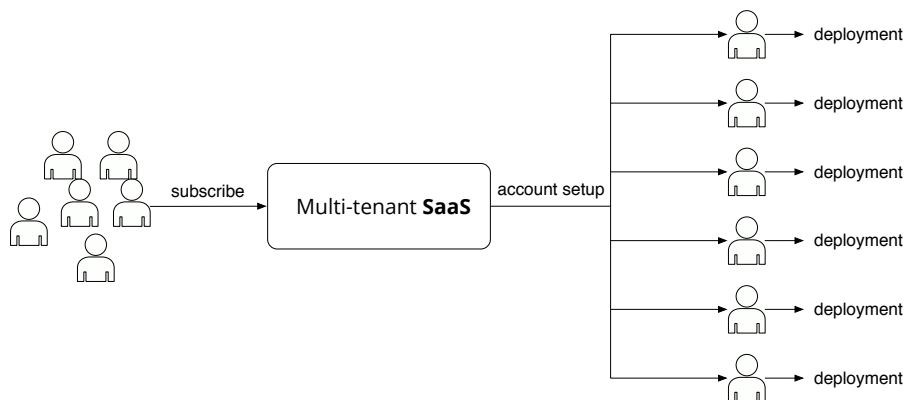 subscribe
Multi-tenant SaaS
account setup
deployment
deployment
deployment
deployment
deployment
deployment